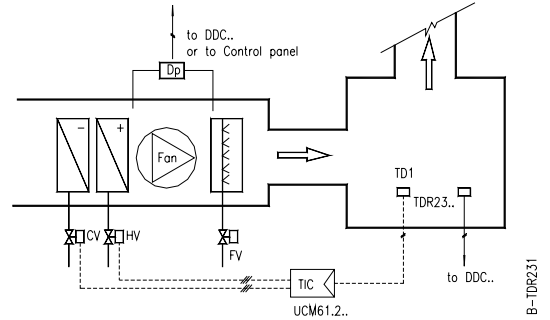 to DDC..
or to Control panel
Dp
-
+
Fan
TD1
TDR23..
CV
HV
FV
to DDC..
TIC
UCM61.2..
B-TDR231